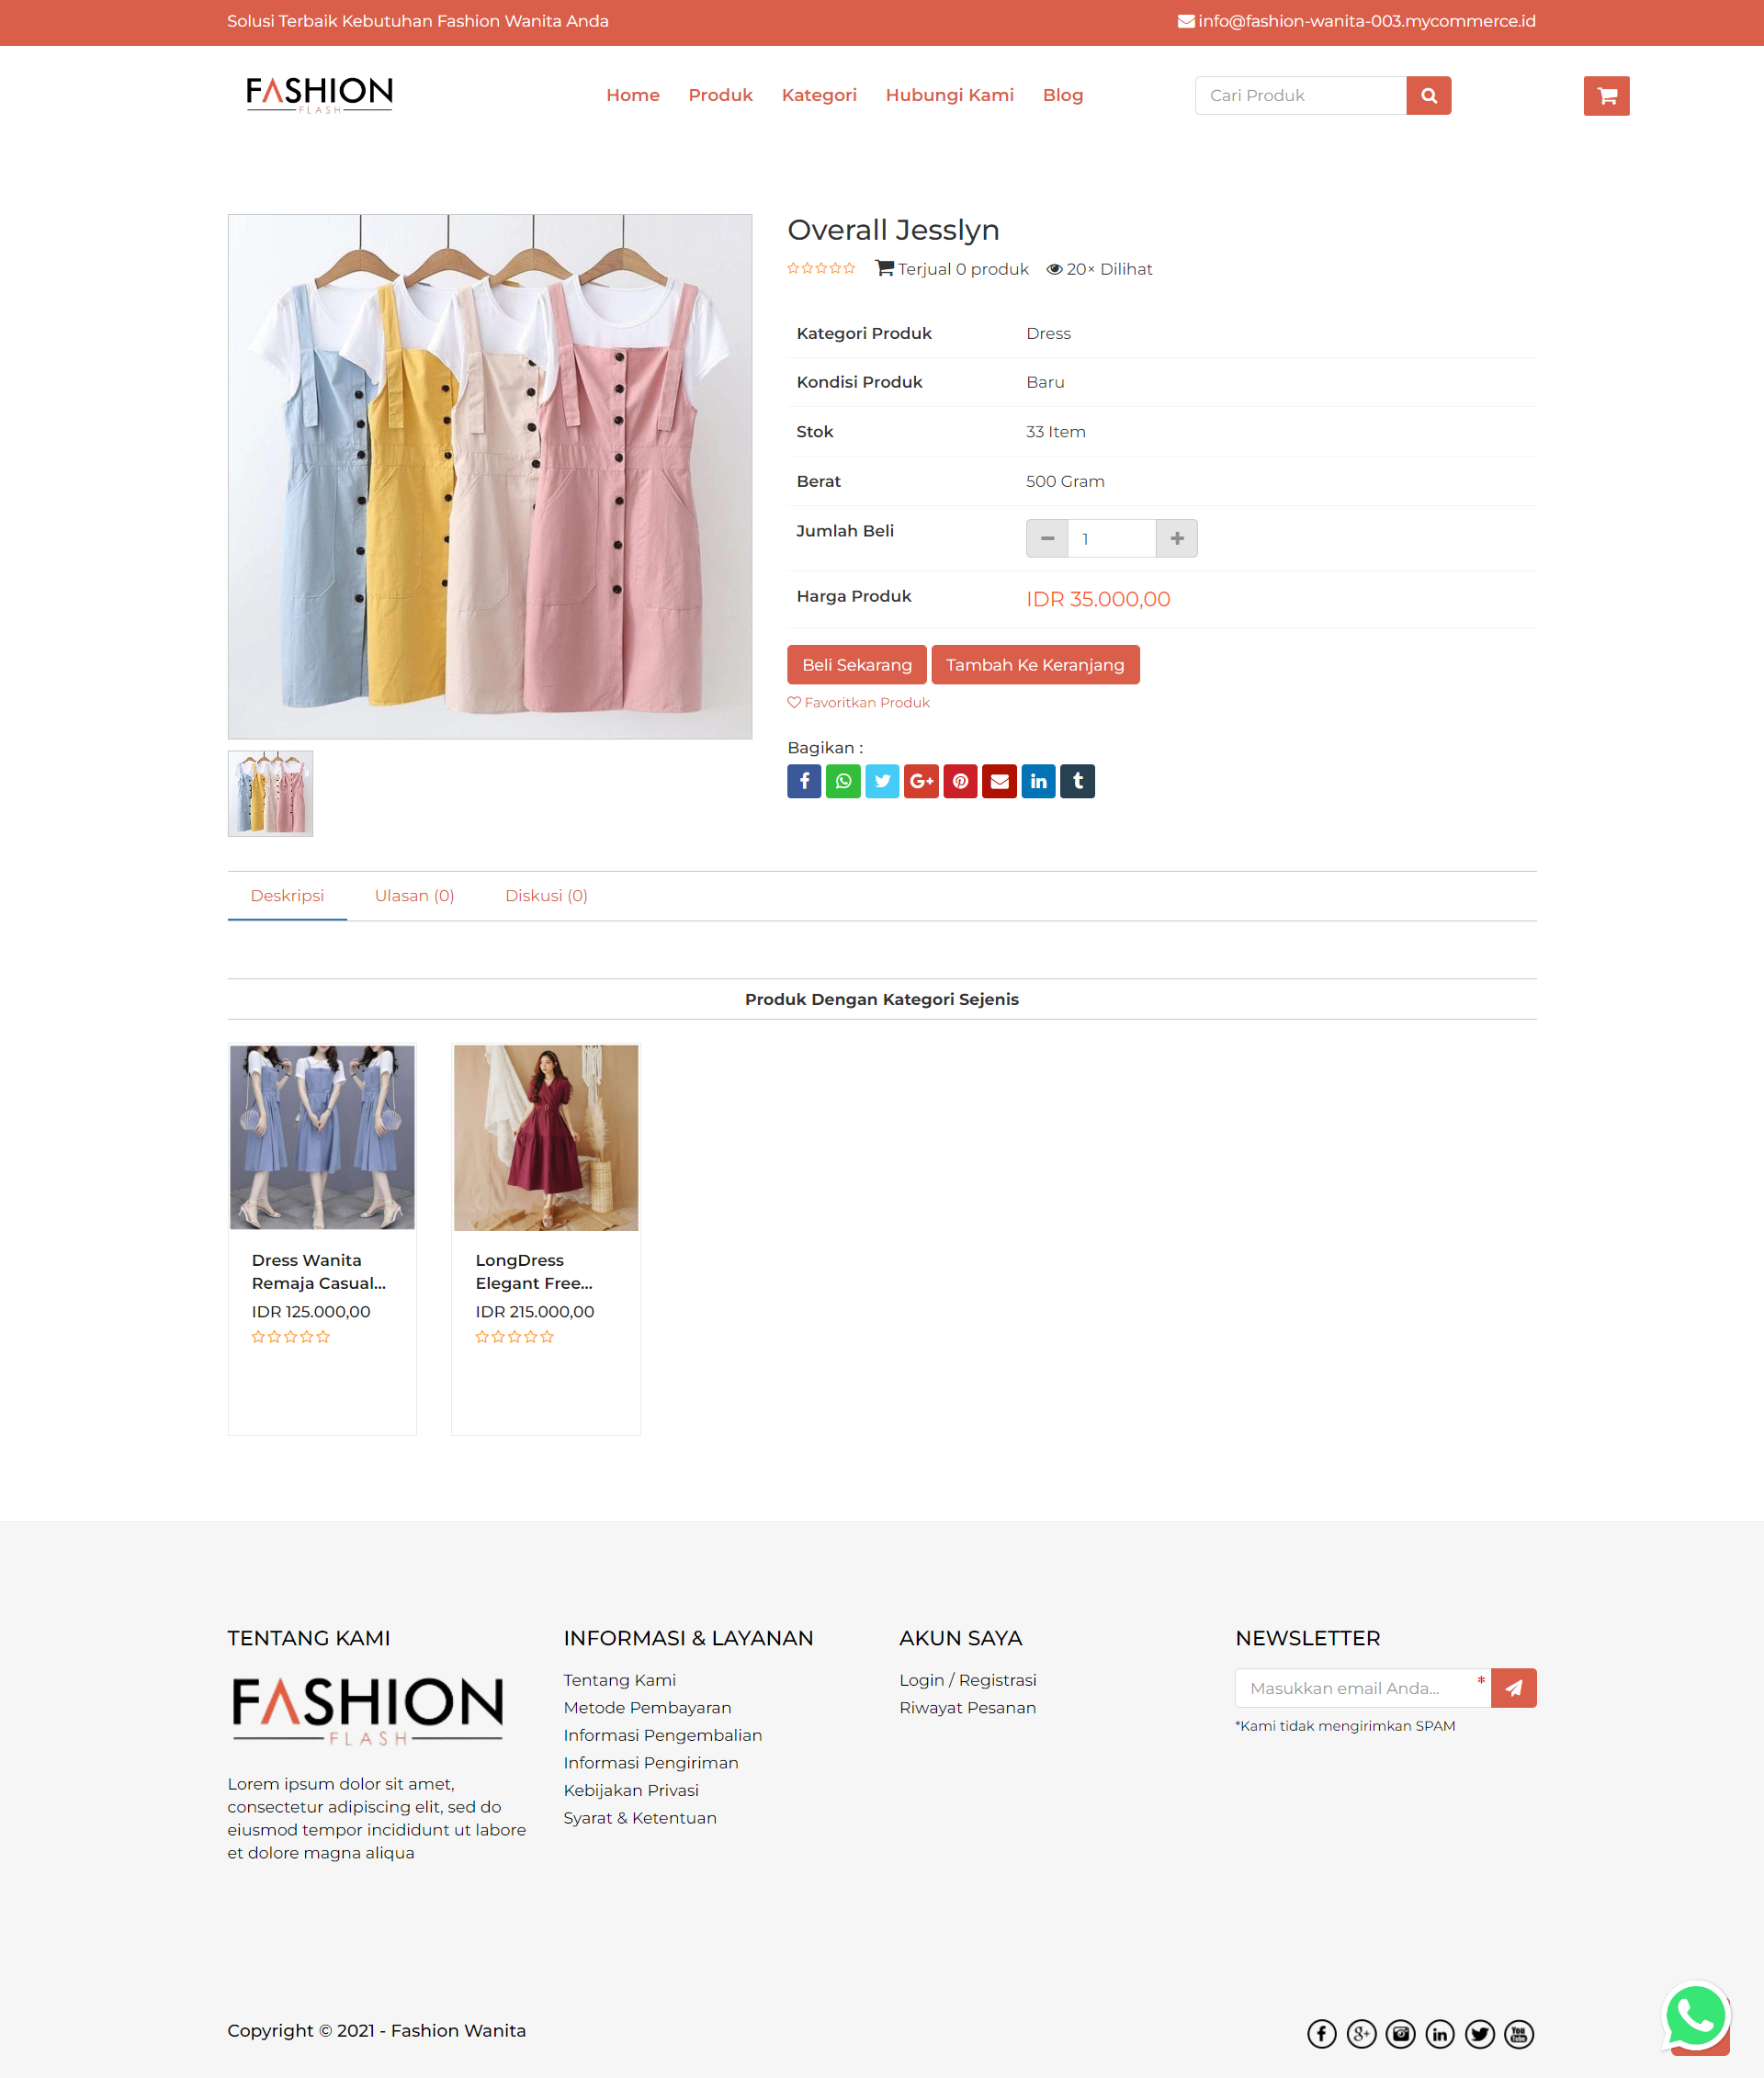 Solusi Terbaik Kebutuhan Fashion Wanita Anda
info@fashion-wanita-003.mycommerce.id
FASHION
FLASH
Home
Produk
Kategori
Hubungi Kami
Blog
Cari Produk
Overall Jesslyn
Terjual 0 produk
20× Dilihat
Kategori Produk
Dress
Kondisi Produk
Baru
Stok
33 Item
Berat
500 Gram
Jumlah Beli
1
Harga Produk
IDR 35.000,00
Beli Sekarang
Tambah Ke Keranjang
Favoritkan Produk
Bagikan :
Deskripsi
Ulasan (0)
Diskusi (0)
Produk Dengan Kategori Sejenis
Dress Wanita
Remaja Casual...
IDR 125.000,00
LongDress
Elegant Free...
IDR 215.000,00
TENTANG KAMI
FASHION
FLASH
Lorem ipsum dolor sit amet,
consectetur adipiscing elit, sed do
eiusmod tempor incididunt ut labore
et dolore magna aliqua
INFORMASI & LAYANAN
Tentang Kami
Metode Pembayaran
Informasi Pengembalian
Informasi Pengiriman
Kebijakan Privasi
Syarat & Ketentuan
AKUN SAYA
Login / Registrasi
Riwayat Pesanan
NEWSLETTER
Masukkan email Anda... *
*Kami tidak mengirimkan SPAM
Copyright © 2021 - Fashion Wanita
You
Tube